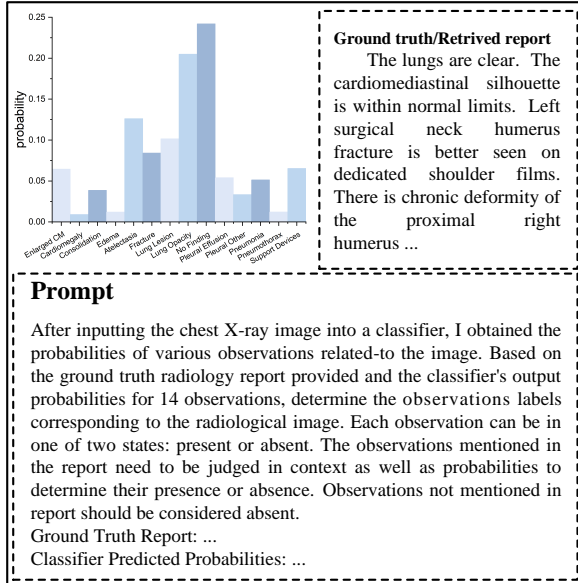 0.25
0.20
0.15
0.10
0.05
0.00
probability
Enlarged CM
Cardiomegaly
Consolidation
Edema
Atelectasia
Fracture
Lung Lesion
Lung Opacity
No Finding
Pleural Effusion
Pleural Other
Pneumonia
Pneumothorax
Support Devices
Ground truth/Retrived report
The lungs are clear. The
cardiomediastinal silhouette
is within normal limits. Left
surgical neck humerus
fracture is better seen on
dedicated shoulder films.
There is chronic deformity of
the proximal right
humerus ...
Prompt
After inputting the chest X-ray image into a classifier, I obtained the
probabilities of various observations related-to the image. Based on
the ground truth radiology report provided and the classifier's output
probabilities for 14 observations, determine the observations labels
corresponding to the radiological image. Each observation can be in
one of two states: present or absent. The observations mentioned in
the report need to be judged in context as well as probabilities to
determine their presence or absence. Observations not mentioned in
report should be considered absent.
Ground Truth Report: ...
Classifier Predicted Probabilities: ...